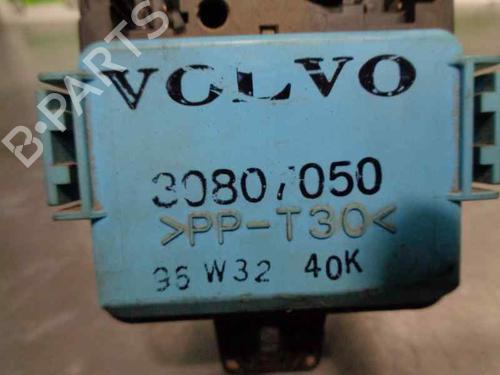 VOLVO
30807050
>PP-T30<
96 W32 40K
B-PARTS